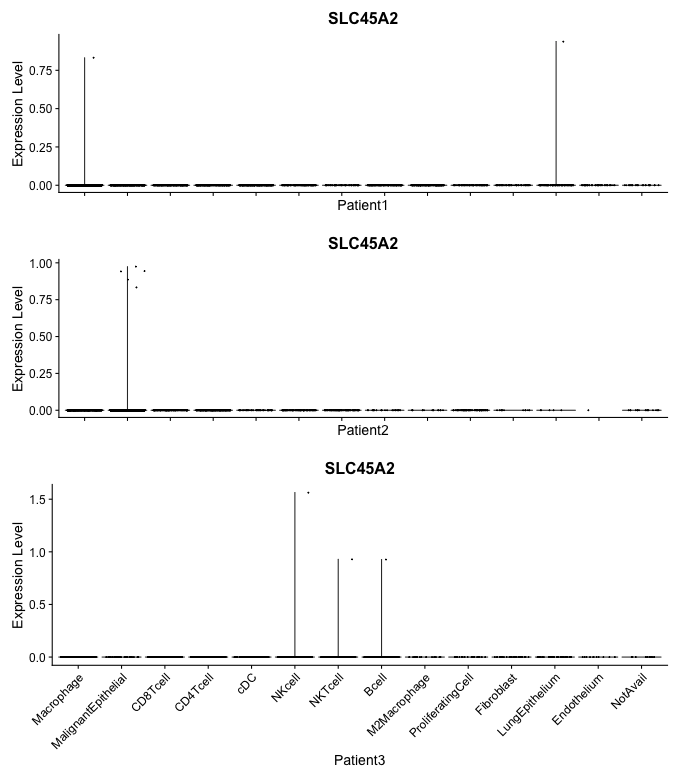 SLC45A2
Expression Level
0.75
0.50
0.25
0.00
Patient1
SLC45A2
Expression Level
1.00
0.75
0.50
0.25
0.00
Patient2
SLC45A2
Expression Level
1.5
1.0
0.5
0.0
Macrophage
MalignantEpithelial
CD8Tcell
CD4Tcell
cDC
NKcell
NKTcell
Bcell
M2Macrophage
ProliferatingCell
Fibroblast
LungEpithelium
Endothelium
NotAvail
Patient3